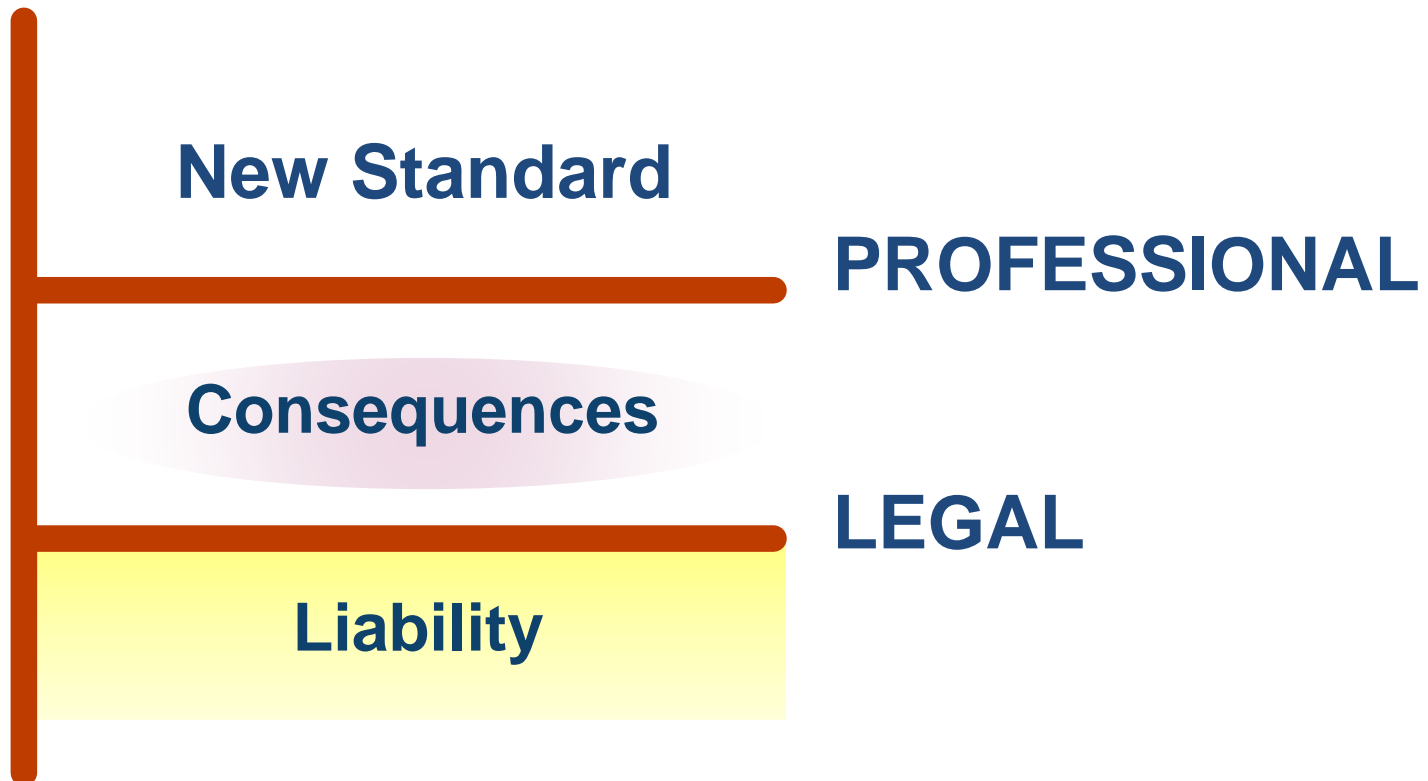 New Standard
PROFESSIONAL
Consequences
LEGAL
Liability